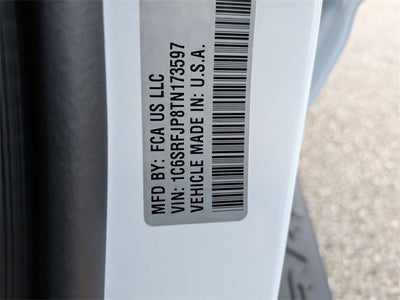 MFD BY: FCA US LLC
VIN: 1C6SRFJP8TN173597
VEHICLE MADE IN: U.S.A.